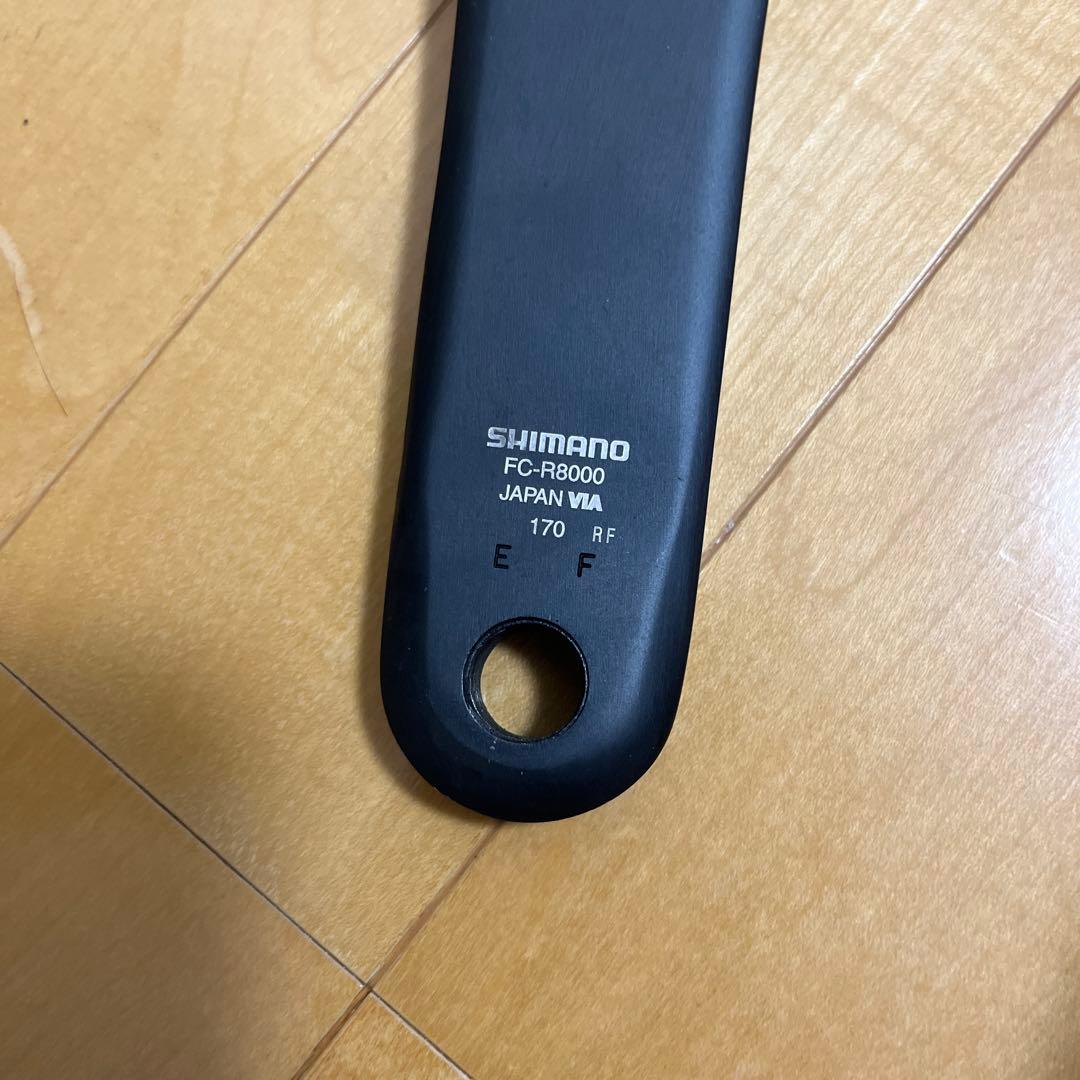 SHIMANO
FC-R8000
JAPAN VIA
170 RF
E F